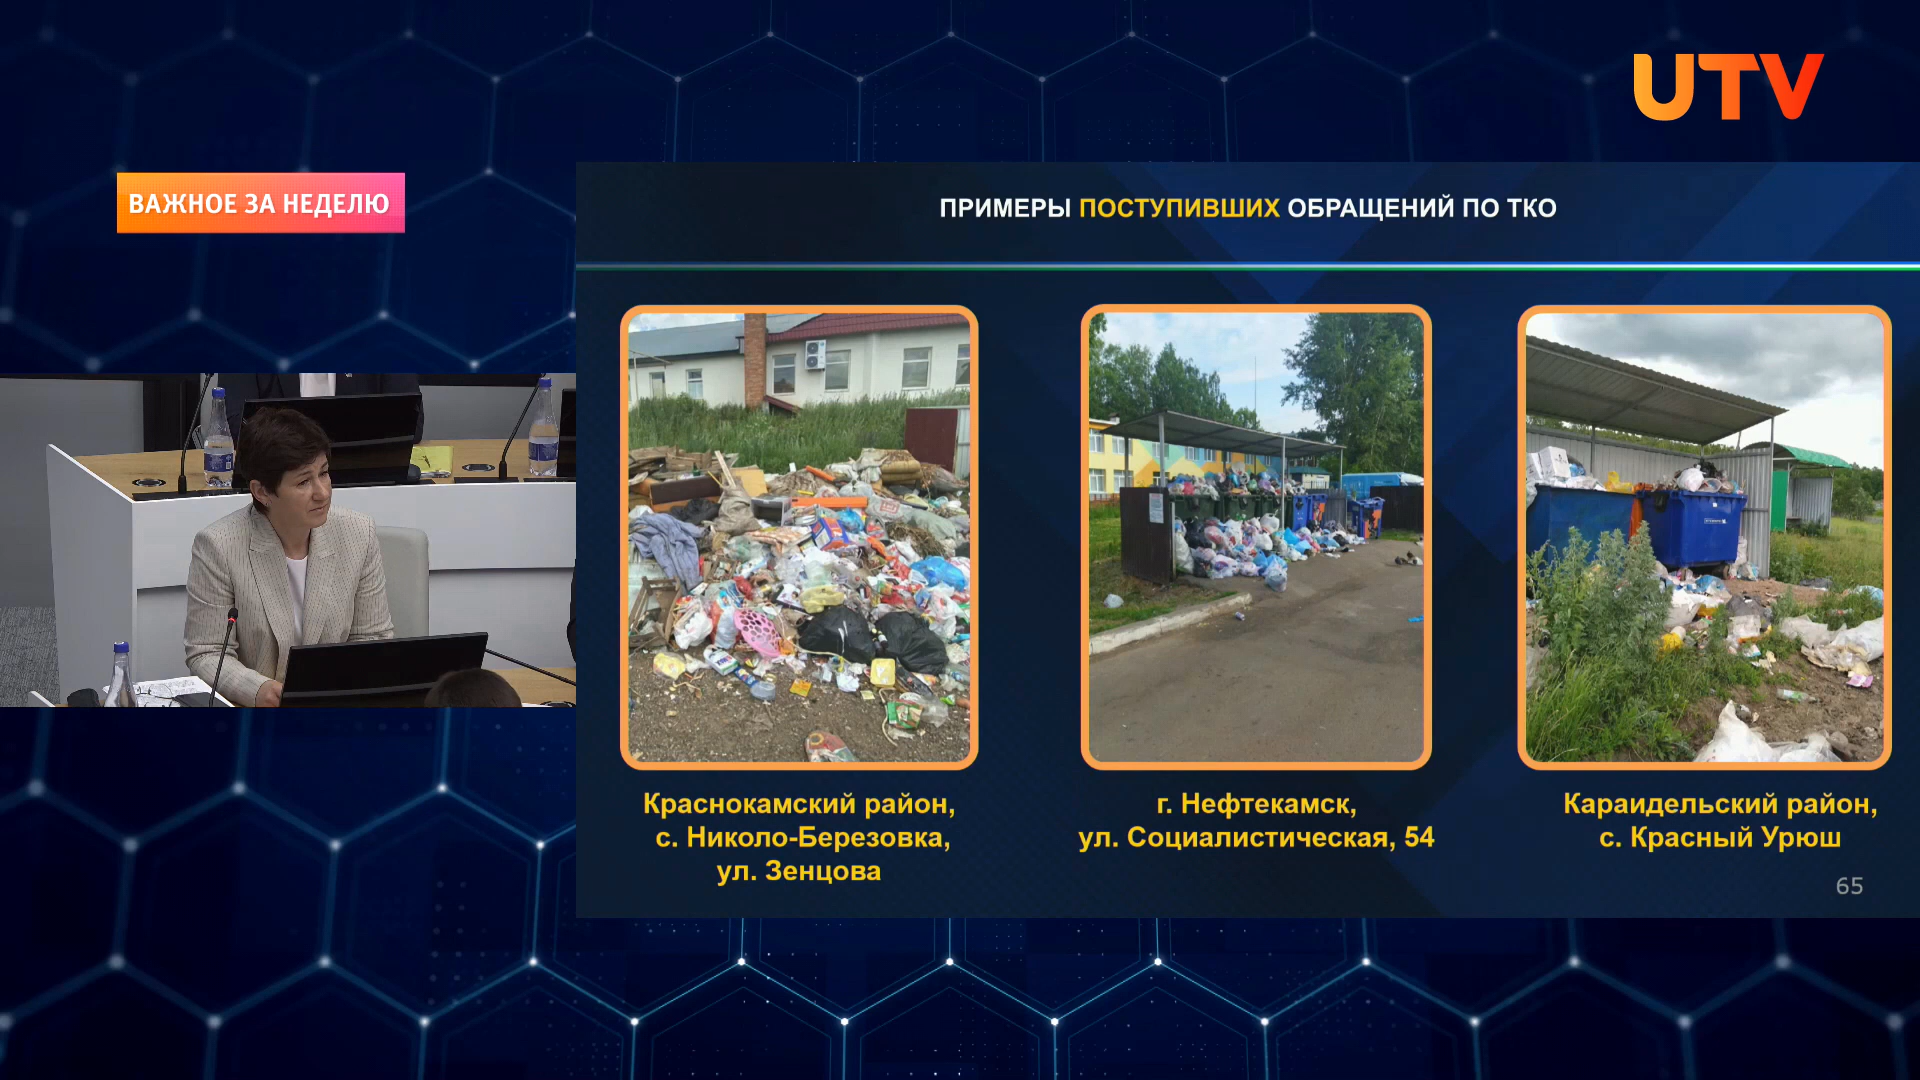 UTV
ВАЖНОЕ ЗА НЕДЕЛЮ
ПРИМЕРЫ ПОСТУПИВШИХ ОБРАЩЕНИЙ ПО ТКО
Краснокамский район,
с. Николо-Березовка,
ул. Зенцова
г. Нефтекамск,
ул. Социалистическая, 54
Караидельский район,
с. Красный Урюш
65